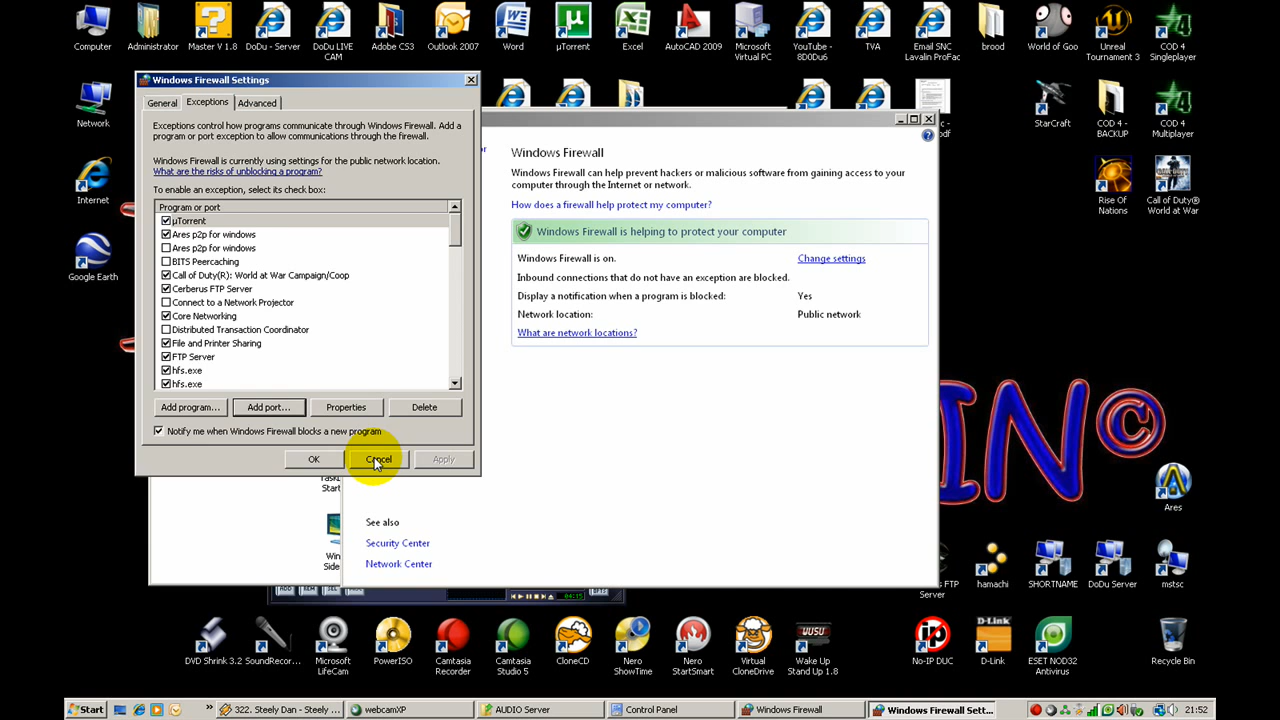 Computer
Administrator
Master V 1.8
DoDu - Server
DoDu LIVE
CAM
Adobe CS3
Outlook 2007
Word
µTorrent
Excel
AutoCAD 2009
Microsoft
Virtual PC
YouTube -
8D0Du6
TVA
Email SNC
Lavalin ProFac
brood
World of Goo
Unreal
Tournament 3
COD 4
Singleplayer
Network
StarCraft
COD 4 -
BACKUP
COD 4
Multiplayer
Internet
Rise Of
Nations
Call of Duty®
World at War
Google Earth
Windows Firewall Settings
General
Exceptions
Advanced
Exceptions control how programs communicate through Windows Firewall. Add a
program or port exception to allow communications through the firewall.
Windows Firewall is currently using settings for the public network location.
What are the risks of unblocking a program?
To enable an exception, select its check box:
Program or port
µTorrent
Ares p2p for windows
Ares p2p for windows
BITS Peercaching
Call of Duty(R): World at War Campaign/Coop
Cerberus FTP Server
Connect to a Network Projector
Core Networking
Distributed Transaction Coordinator
File and Printer Sharing
FTP Server
hfs.exe
hfs.exe
Add program...
Add port...
Properties
Delete
Notify me when Windows Firewall blocks a new program
OK
Cancel
Apply
Windows Firewall
Windows Firewall can help prevent hackers or malicious software from gaining access to your
computer through the Internet or network.
How does a firewall help protect my computer?
Windows Firewall is helping to protect your computer
Windows Firewall is on.
Change settings
Inbound connections that do not have an exception are blocked.
Display a notification when a program is blocked:
Yes
Network location:
Public network
What are network locations?
See also
Security Center
Network Center
IN©
Ares
Start
Win
Side
04:15
FTP
Server
hamachi
SHORTNAME
DoDu Server
mstsc
DVD Shrink 3.2
SoundRecor...
Microsoft
LifeCam
PowerISO
Camtasia
Recorder
Camtasia
Studio 5
CloneCD
Nero
ShowTime
Nero
StartSmart
Virtual
CloneDrive
WUSU
Wake Up
Stand Up 1.8
ip
No-IP DUC
D-Link
D-Link
ESET NOD32
Antivirus
Recycle Bin
Start
322. Steely Dan - Steely ...
webcamXP
AUDIO Server
Control Panel
Windows Firewall
Windows Firewall Sett...
21:52